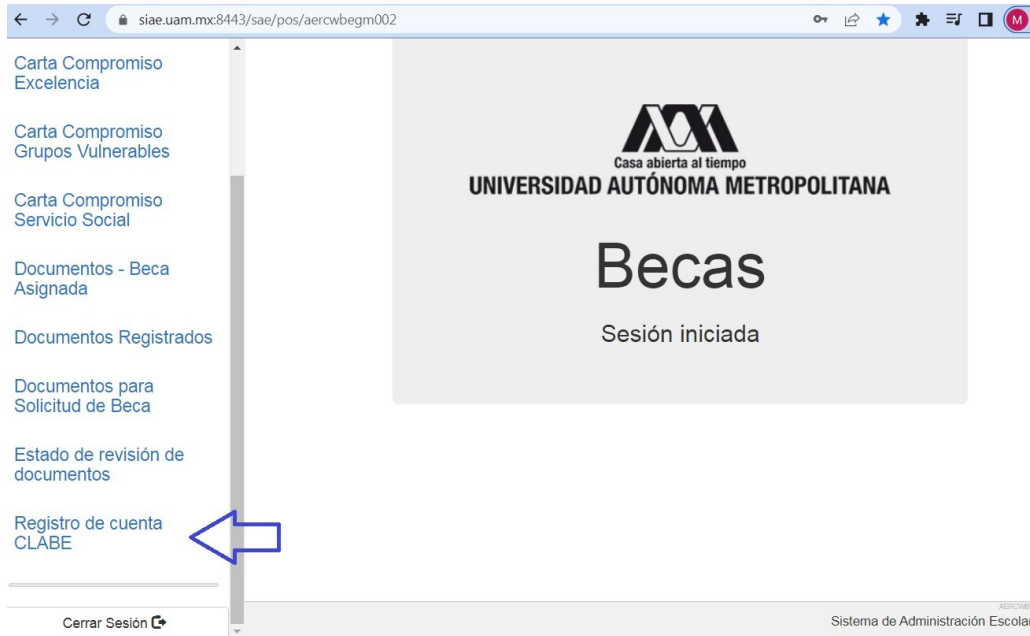 siae.uam.mx:8443/sae/pos/aercwbegm002
M
Carta Compromiso
Excelencia
Carta Compromiso
Grupos Vulnerables
Carta Compromiso
Servicio Social
Documentos - Beca
Asignada
Documentos Registrados
Documentos para
Solicitud de Beca
Estado de revisión de
documentos
Registro de cuenta
CLABE
Cerrar Sesión
Casa abierta al tiempo
UNIVERSIDAD AUTÓNOMA METROPOLITANA
Becas
Sesión iniciada
AERCWB
Sistema de Administración Escolar